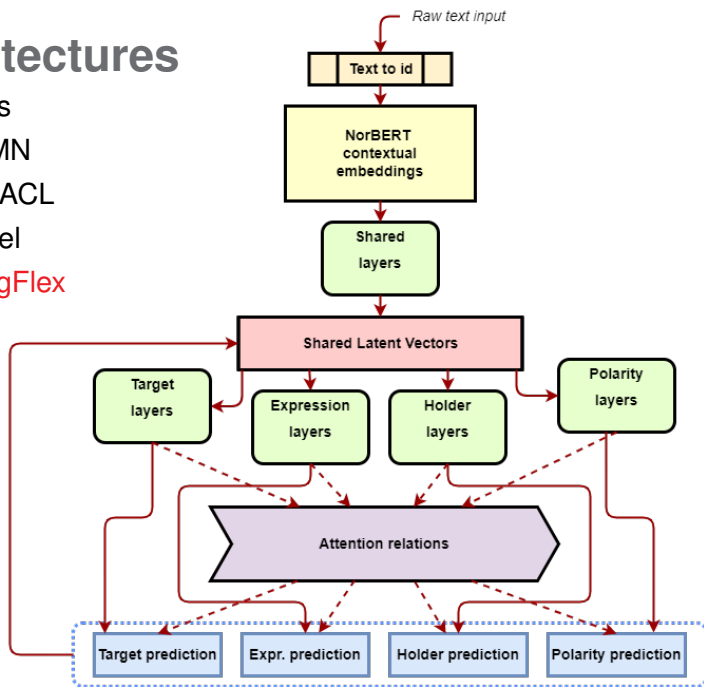 tectures
s
MN
ACL
el
gFlex
Raw text input
Text to id
NorBERT
contextual
embeddings
Shared
layers
Shared Latent Vectors
Target
layers
Expression
layers
Holder
layers
Polarity
layers
Attention relations
Target prediction
Expr. prediction
Holder prediction
Polarity prediction